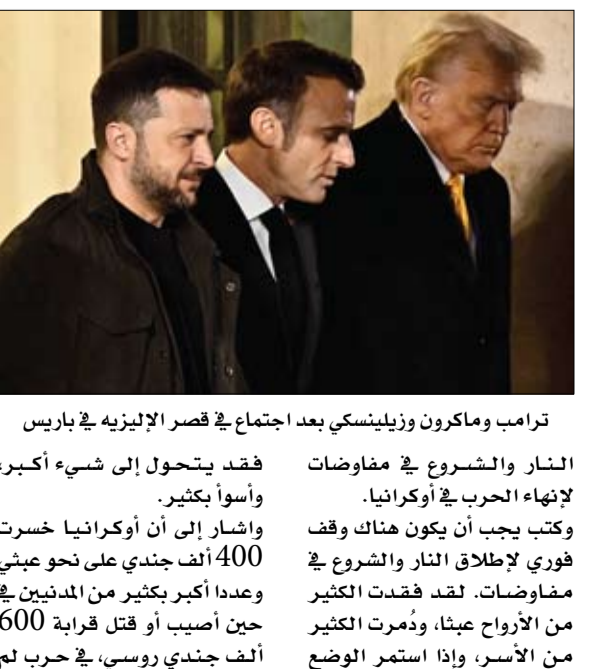 ترامب وماكرون وزيلينسكي بعد اجتماع في قصر الإليزيه في باريس
النار والشروع في مفاوضات
لإنهاء الحرب في أوكرانيا.
وكتب يجب أن يكون هناك وقف
فوري لإطلاق النار والشروع في
مفاوضات. لقد فقدت الكثير
من الأرواح عبثا، ودُمرت الكثير
من الأسر، وإذا استمر الوضع
فقد يتحول إلى شيء أكبر،
وأسوأ بكثير.
واشار إلى أن أوكرانيا خسرت
400 ألف جندي على نحو عبثي
وعددا أكبر بكثير من المدنيين في
حين أصيب أو قتل قرابة 600
ألف جندي روسي، في حرب لم